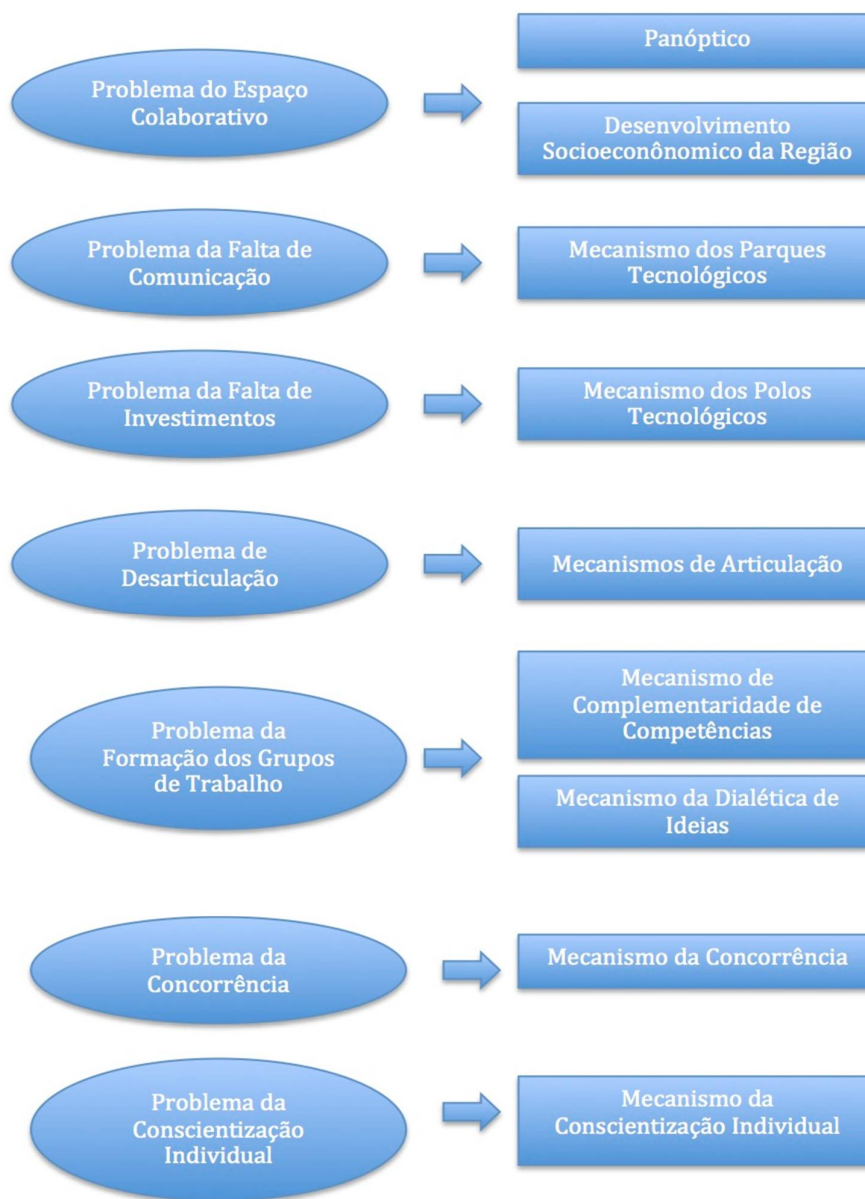 Problema do Espaço
Colaborativo
Panóptico
Desenvolvimento
Socioeconônomico da Região
Problema da Falta de
Comunicação
Mecanismo dos Parques
Tecnológicos
Problema da Falta de
Investimentos
Mecanismo dos Polos
Tecnológicos
Problema de
Desarticulação
Mecanismos de Articulação
Problema da
Formação dos Grupos
de Trabalho
Mecanismo de
Complementaridade de
Competências
Mecanismo da Dialética de
Ideias
Problema da
Concorrência
Mecanismo da Concorrência
Problema da
Conscientização
Individual
Mecanismo da
Conscientização Individual